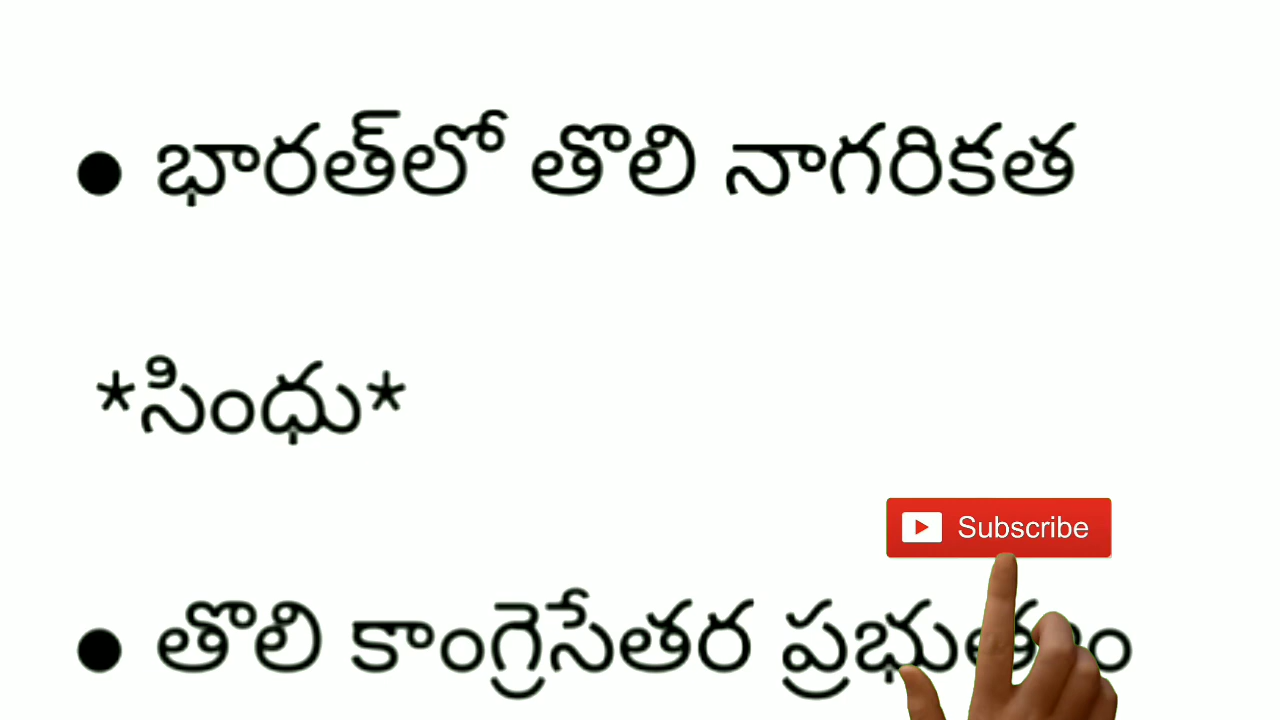 • భారత్‌లో తొలి నాగరికత
*సింధు*
Subscribe
• తొలి కాంగ్రెసేతర